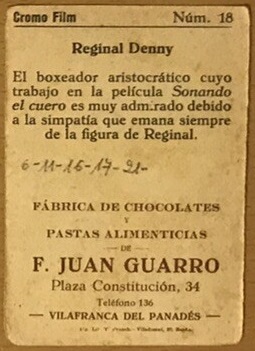 Cromo Film Núm. 18
Reginal Denny
El boxeador aristocrático cuyo
trabajo en la película Sonando
el cuero es muy adm.rado debido
a la simpatía que emana siempre
de la figura de Reginal.
6-11-16-17-21-
FÁBRICA DE CHOCOLATES
Y
PASTAS ALIMENTICIAS
— DE —
F. JUAN GUARRO
Plaza Constitución, 34
Teléfono 136
— VILAFRANCA DEL PANADÉS —